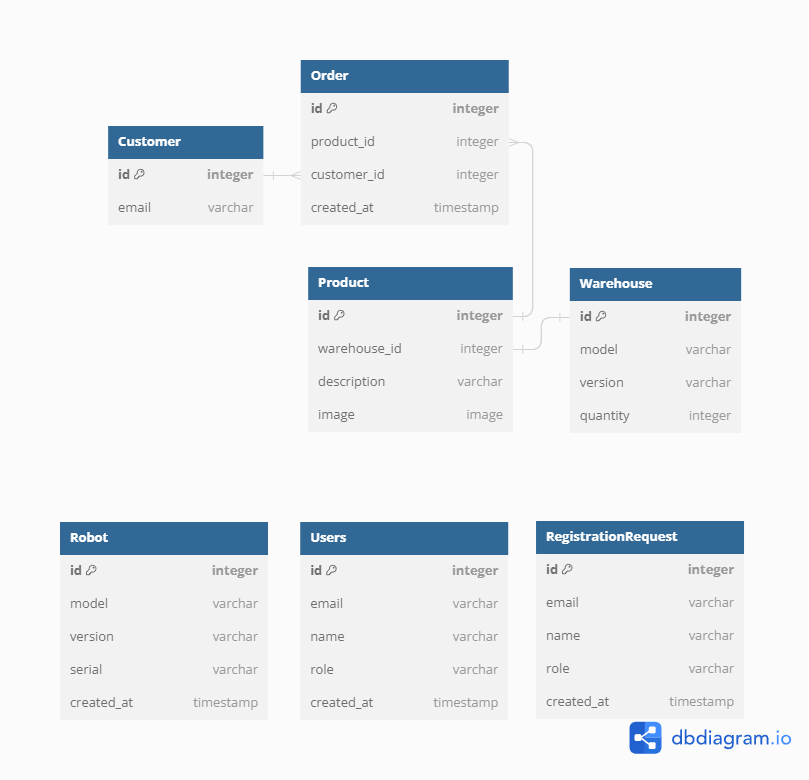 Order
id integer
product_id integer
customer_id integer
created_at timestamp
Customer
id integer
email varchar
Product
id integer
warehouse_id integer
description varchar
image image
Warehouse
id integer
model varchar
version varchar
quantity integer
Robot
id integer
model varchar
version varchar
serial varchar
created_at timestamp
Users
id integer
email varchar
name varchar
role varchar
created_at timestamp
RegistrationRequest
id integer
email varchar
name varchar
role varchar
created_at timestamp
dbdiagram.io